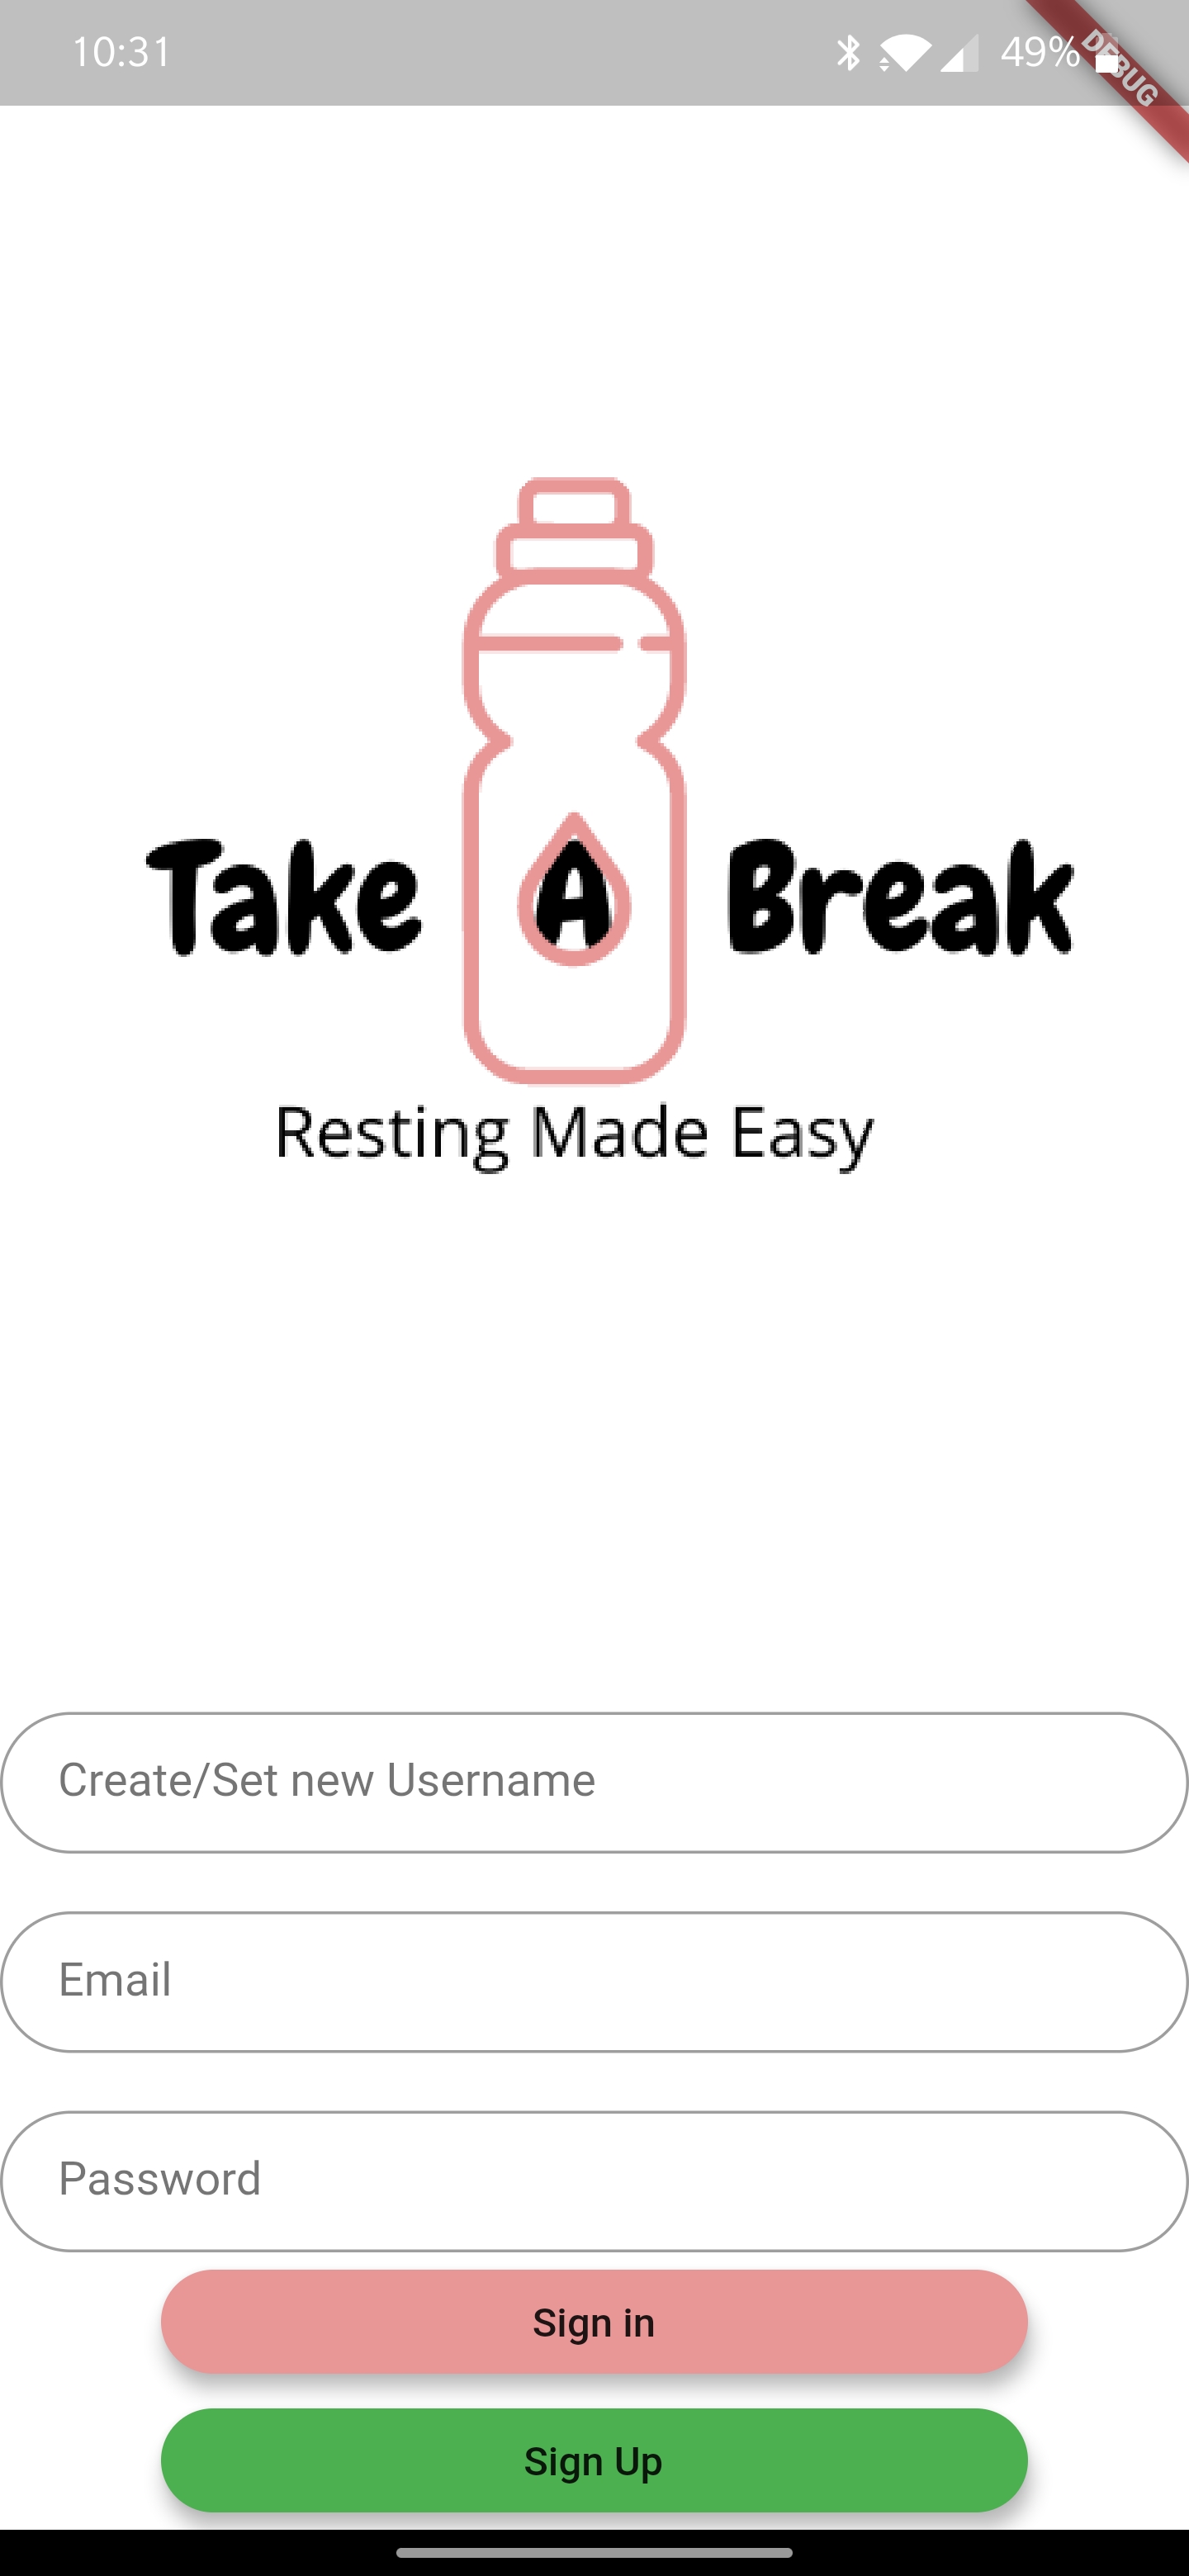 10:31 49%
DEBUG
Take A Break
Resting Made Easy
Create/Set new Username
Email
Password
Sign in
Sign Up